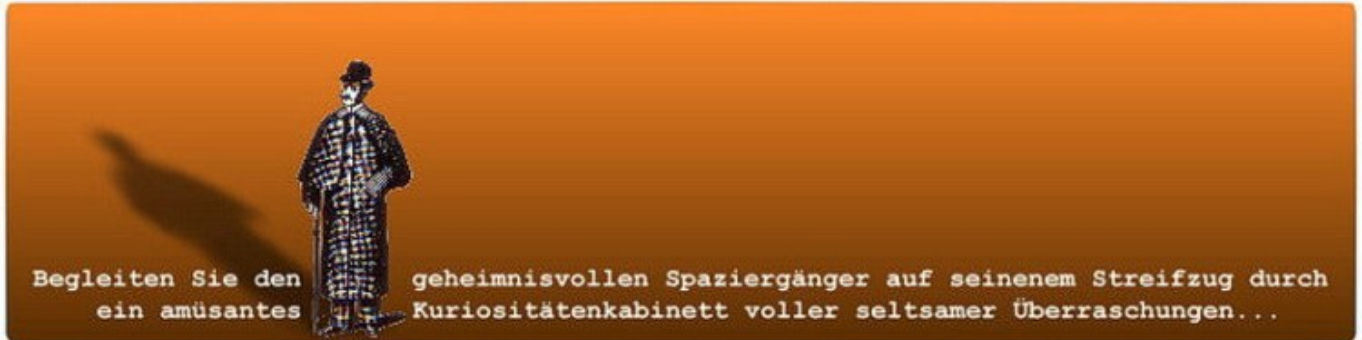 Begleiten Sie den geheimnisvollen Spaziergänger auf seinenem Streifzug durch
ein amüsantes Kuriositätenkabinett voller seltsamer Überraschungen...